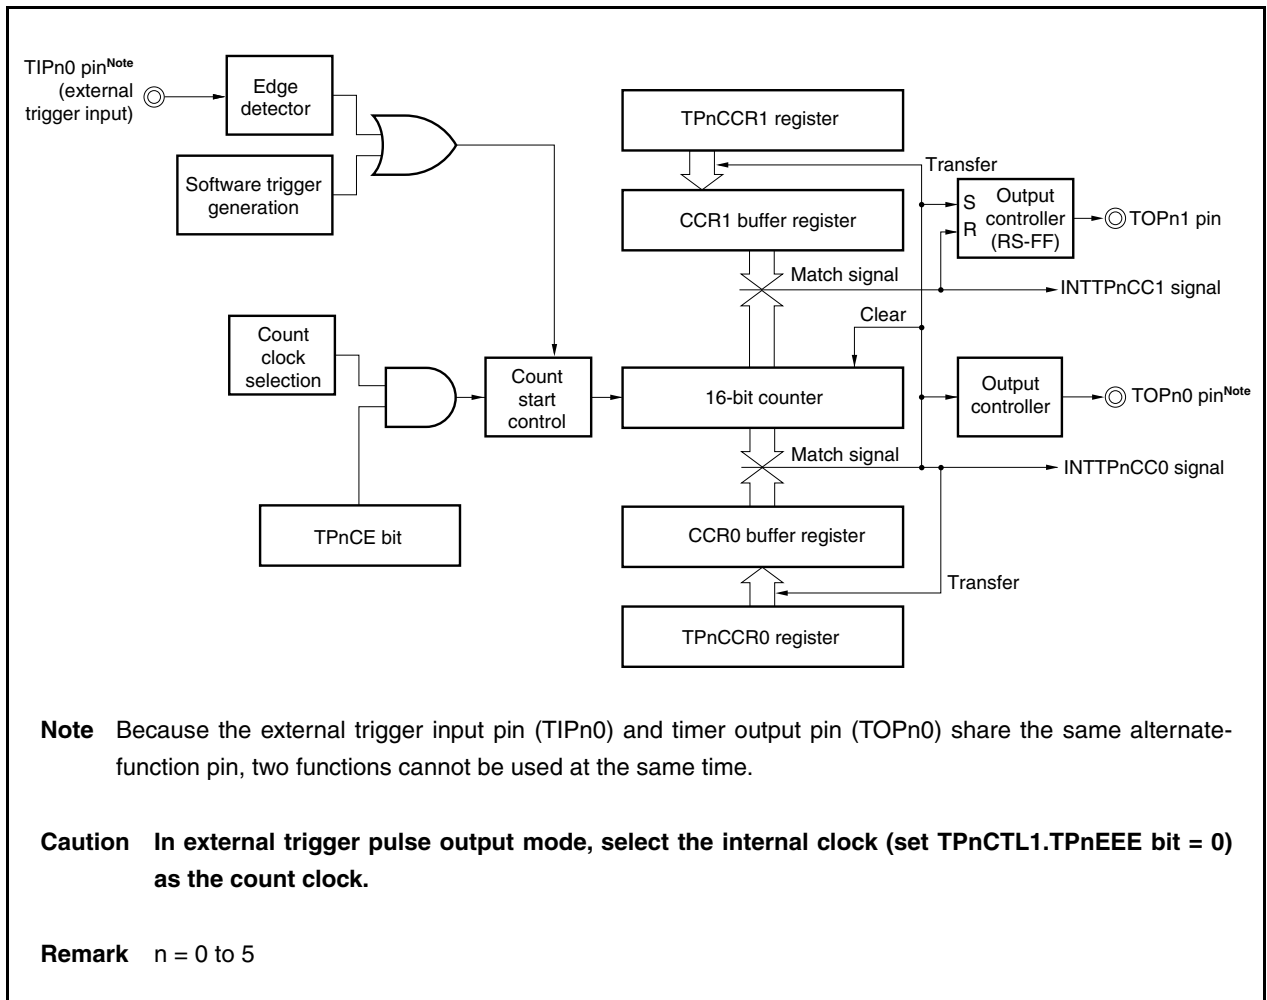 TIPn0 pinNote
(external
trigger input)
Edge
detector
Software trigger
generation
Count
clock
selection
TPnCE bit
Count
start
control
TPnCCR1 register
Transfer
CCR1 buffer register
S
R
Output
controller
(RS-FF)
TOPn1 pin
Match signal
INTTPnCC1 signal
Clear
16-bit counter
Output
controller
TOPn0 pinNote
Match signal
INTTPnCC0 signal
CCR0 buffer register
Transfer
TPnCCR0 register
Note Because the external trigger input pin (TIPn0) and timer output pin (TOPn0) share the same alternate-
function pin, two functions cannot be used at the same time.
Caution In external trigger pulse output mode, select the internal clock (set TPnCTL1.TPnEEE bit = 0)
as the count clock.
Remark n = 0 to 5